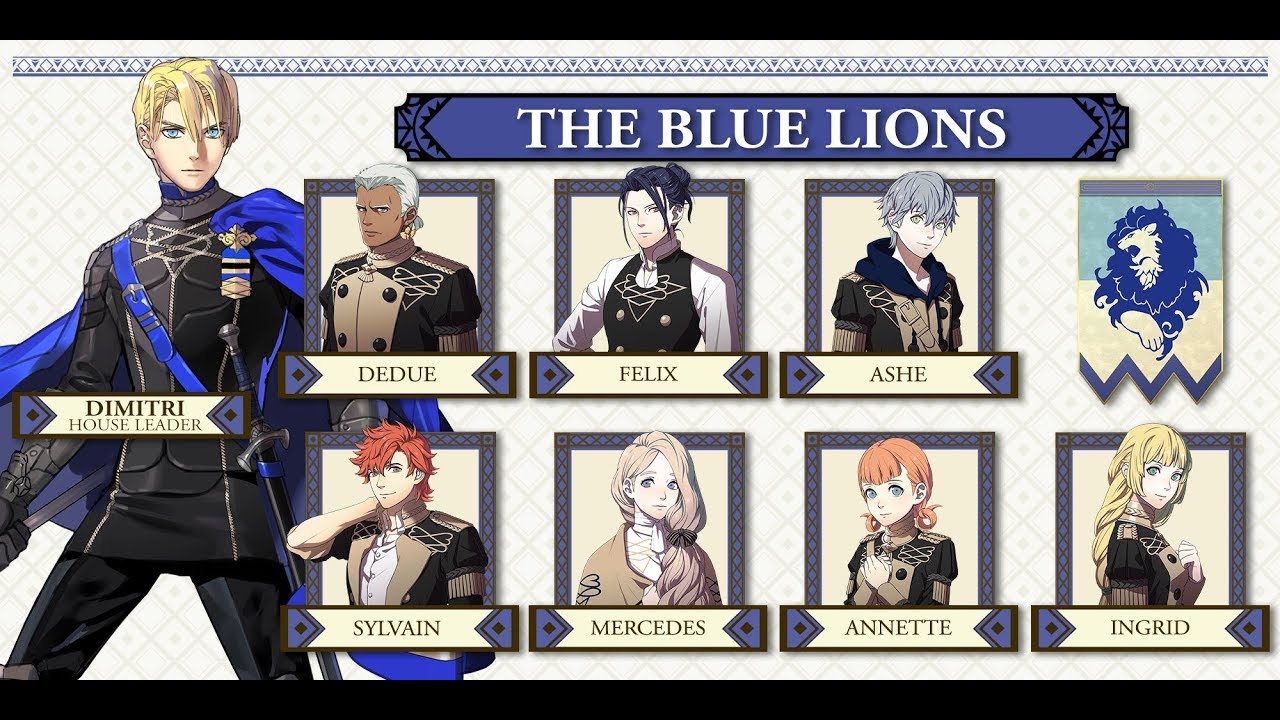 THE BLUE LIONS
DIMITRI
HOUSE LEADER
DEDUE
FELIX
ASHE
SYLVAIN
MERCEDES
ANNETTE
INGRID